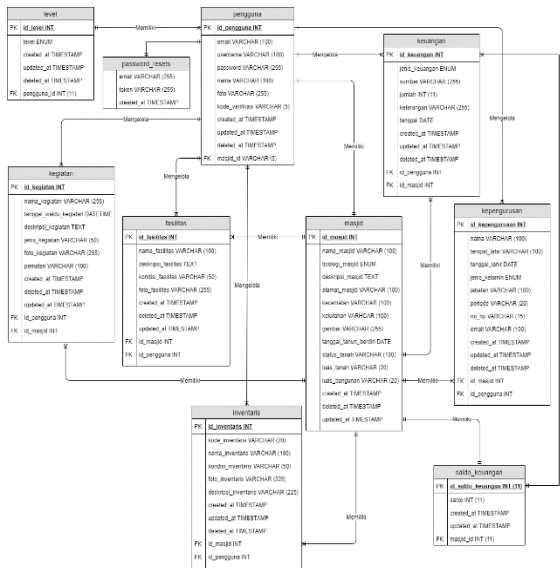 level
PK id_level INT
level ENUM
created_at TIMESTAMP
updated_at TIMESTAMP
deleted_at TIMESTAMP
FK pengguna_id INT (11)
Memiliki
pengguna
PK id_pengguna INT
email VARCHAR (100)
username VARCHAR (100)
password VARCHAR (255)
nama VARCHAR (100)
foto VARCHAR (255)
kode_verifikasi VARCHAR (5)
created_at TIMESTAMP
updated_at TIMESTAMP
deleted_at TIMESTAMP
FK masjid_id VARCHAR (5)
Memiliki
password_resets
email VARCHAR (255)
token VARCHAR (255)
created_at TIMESTAMP
Mengelola
keuangan
PK id_keuangan INT
jenis_keuangan ENUM
sumber VARCHAR (255)
jumlah INT (11)
keterangan VARCHAR (255)
tanggal DATE
created_at TIMESTAMP
updated_at TIMESTAMP
deleted_at TIMESTAMP
FK id_pengguna INT
FK id_masjid INT
Memiliki
Mengelola
Mengelola
Mengelola
kegiatan
PK id_kegiatan INT
nama_kegiatan VARCHAR (255)
tanggal_waktu_kegiatan DATETIME
deskripsi_kegiatan TEXT
jenis_kegiatan VARCHAR (50)
foto_kegiatan VARCHAR (255)
pemateri VARCHAR (100)
created_at TIMESTAMP
deleted_at TIMESTAMP
updated_at TIMESTAMP
FK id_pengguna INT
FK id_masjid INT
fasilitas
PK id_fasilitas INT
nama_fasilitas VARCHAR (100)
deskripsi_fasilitas TEXT
kondisi_fasilitas VARCHAR (50)
foto_fasilitas VARCHAR (255)
created_at TIMESTAMP
deleted_at TIMESTAMP
updated_at TIMESTAMP
FK id_masjid INT
FK id_pengguna INT
Memiliki
Mengelola
masjid
PK id_masjid INT
nama_masjid VARCHAR (100)
tipologi_masjid ENUM
deskripsi_masjid TEXT
alamat_masjid VARCHAR (100)
kecamatan VARCHAR (100)
kelurahan VARCHAR (100)
gambar VARCHAR (255)
tanggal_tahun_berdiri DATE
status_tanah VARCHAR (100)
luas_tanah VARCHAR (20)
luas_bangunan VARCHAR (20)
created_at TIMESTAMP
deleted_at TIMESTAMP
updated_at TIMESTAMP
Memiliki
kepengurusan
PK id_kepengurusan INT
nama VARCHAR (100)
tempat_lahir VARCHAR (100)
tanggal_lahir DATE
jenis_kelamin ENUM
jabatan VARCHAR (100)
periode VARCHAR (20)
no_hp VARCHAR (15)
email VARCHAR (100)
created_at TIMESTAMP
updated_at TIMESTAMP
deleted_at TIMESTAMP
FK id_masjid INT
FK id_pengguna INT
Memiliki
Memiliki
inventaris
PK id_inventaris INT
kode_inventaris VARCHAR (20)
nama_inventaris VARCHAR (100)
kondisi_inventaris VARCHAR (50)
foto_inventaris VARCHAR (225)
deskripsi_inventaris VARCHAR (225)
created_at TIMESTAMP
updated_at TIMESTAMP
deleted_at TIMESTAMP
FK id_masjid INT
FK id_pengguna INT
Memiliki
Memiliki
saldo_keuangan
PK id_saldo_keuangan INT (11)
saldo INT (11)
created_at TIMESTAMP
updated_at TIMESTAMP
FK masjid_id INT (11)